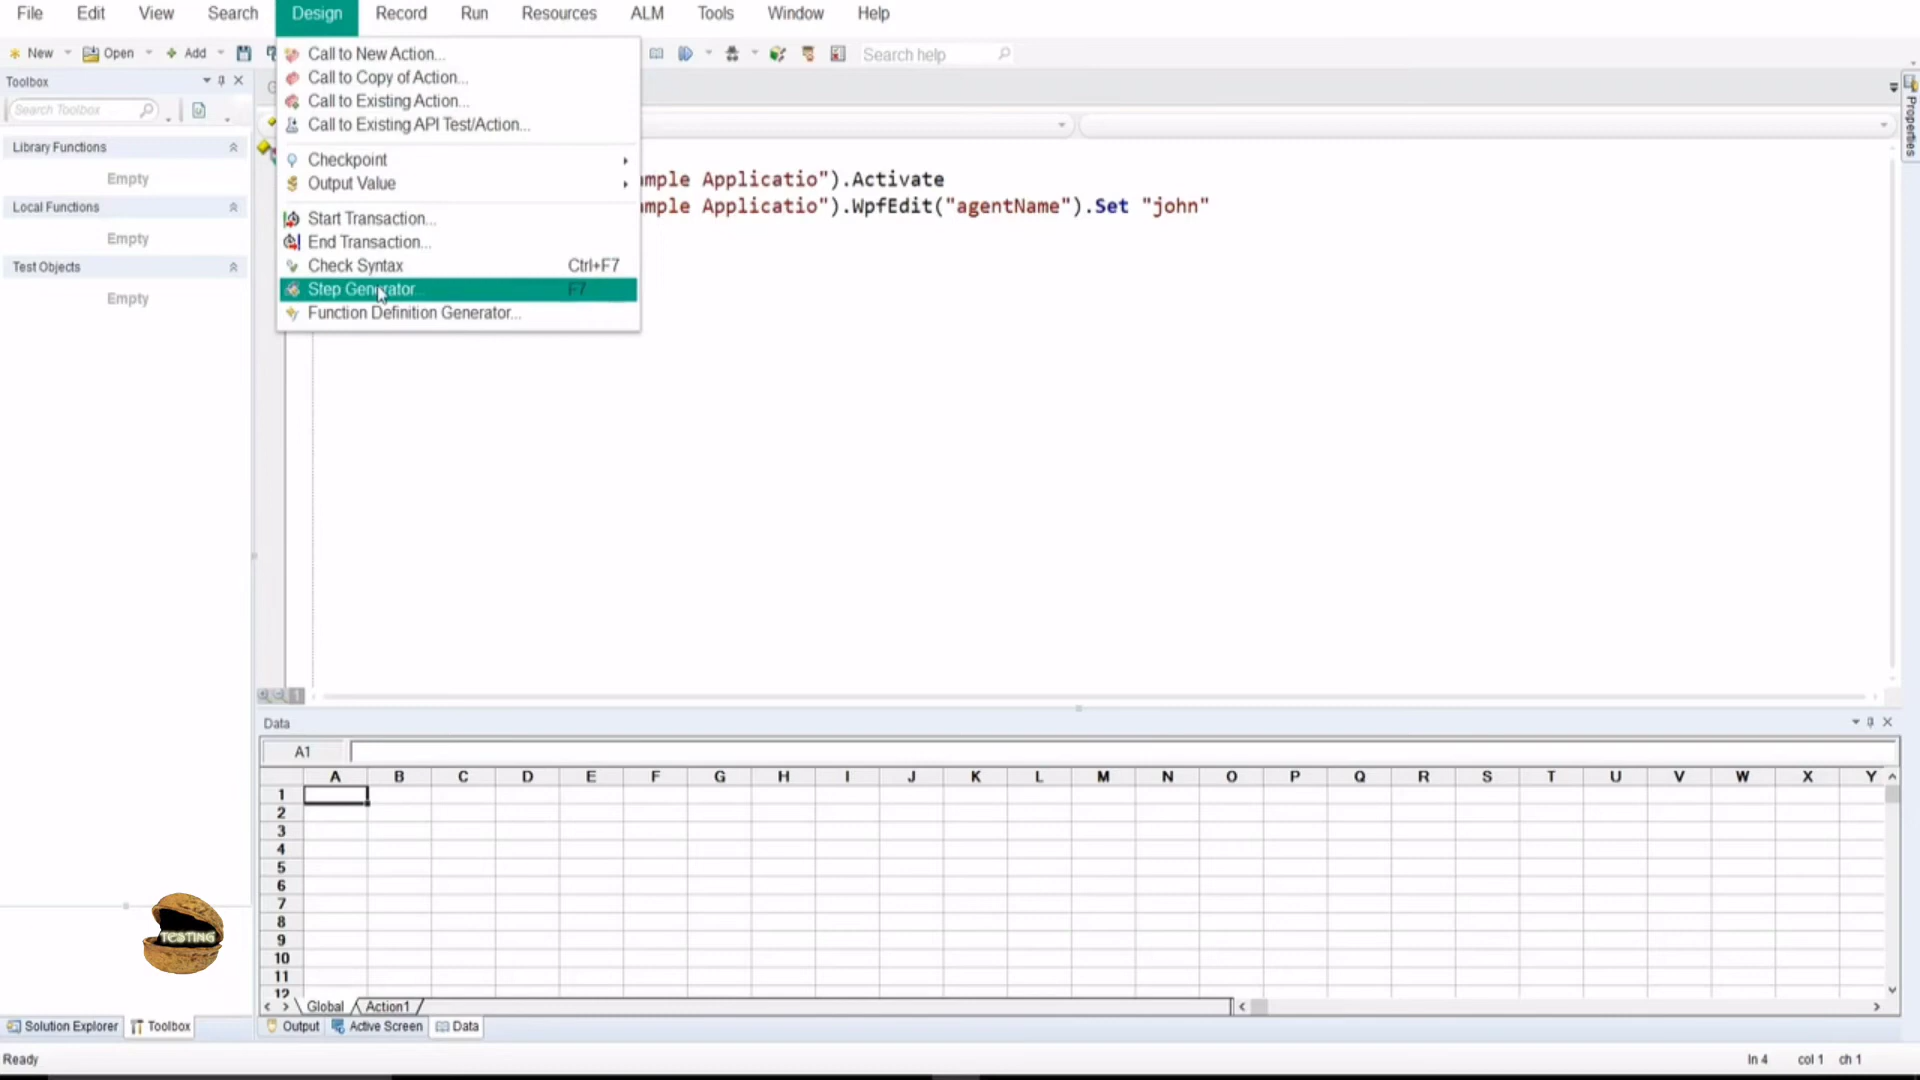 File Edit View Search Design Record Run Resources ALM Tools Window Help
New Open Add Search help
Toolbox
Search Toolbox
Library Functions
Empty
Local Functions
Empty
Test Objects
Empty
Call to New Action...
Call to Copy of Action...
Call to Existing Action...
Call to Existing API Test/Action...
Checkpoint
Output Value
Start Transaction...
End Transaction...
Check Syntax Ctrl+F7
Step Generator... F7
Function Definition Generator...
mple Applicatio").Activate
mple Applicatio").WpfEdit("agentName").Set "john"
Properties
1
Data
A1
A B C D E F G H I J K L M N O P Q R S T U V W X Y
1
2
3
4
5
6
7
8
9
10
11
12
Global Action1
TESTING
Solution Explorer Toolbox Output Active Screen Data
Ready ln 4 col 1 ch 1